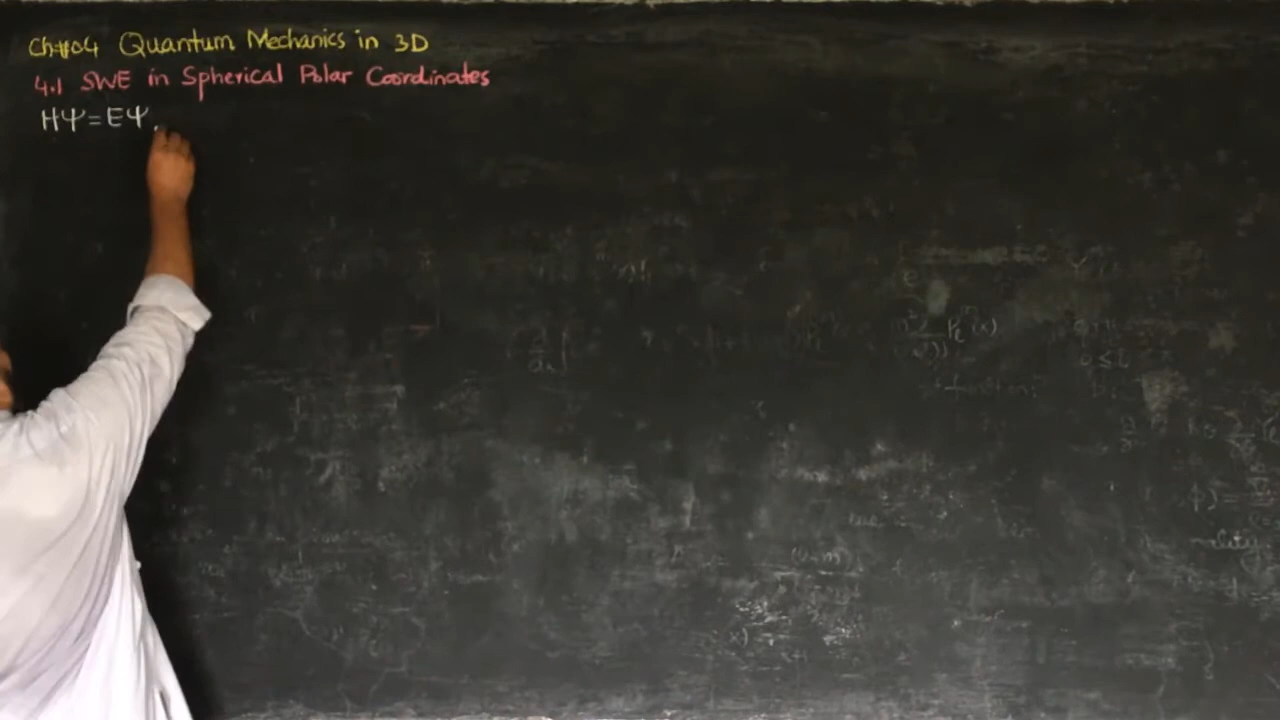 Ch#04 Quantum Mechanics in 3D
4.1 SWE in Spherical Polar Coordinates
HΨ=EΨ